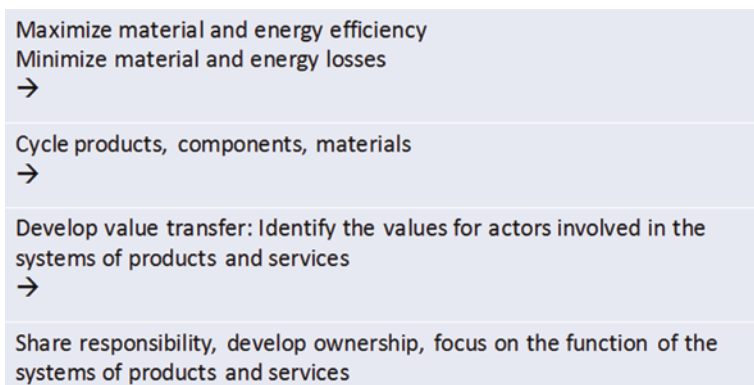 Maximize material and energy efficiency
Minimize material and energy losses
→
Cycle products, components, materials
→
Develop value transfer: Identify the values for actors involved in the
systems of products and services
→
Share responsibility, develop ownership, focus on the function of the
systems of products and services